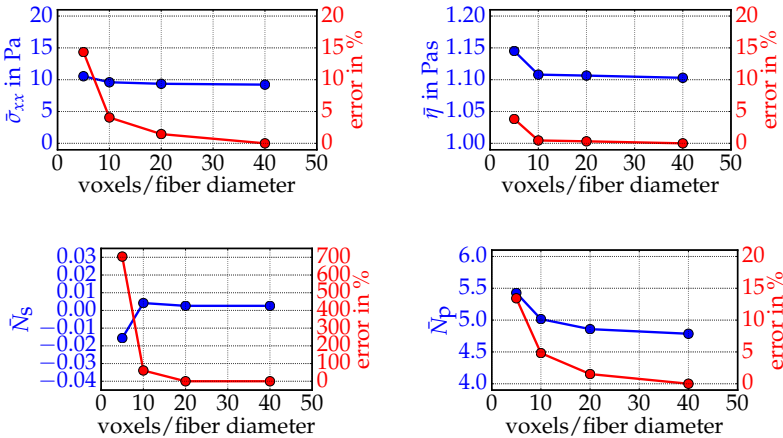 20
15
10
5
0
σ̄xx in Pa
20
15
10
5
0
error in %
0 10 20 30 40 50
voxels/fiber diameter
1.20
1.15
1.10
1.05
1.00
η̄ in Pas
20
15
10
5
0
error in %
0 10 20 30 40 50
voxels/fiber diameter
0.03
0.02
0.01
0.00
−0.01
−0.02
−0.03
−0.04
N̄s
700
600
500
400
300
200
100
0
error in %
0 10 20 30 40 50
voxels/fiber diameter
6.0
5.5
5.0
4.5
4.0
N̄p
20
15
10
5
0
error in %
0 10 20 30 40 50
voxels/fiber diameter